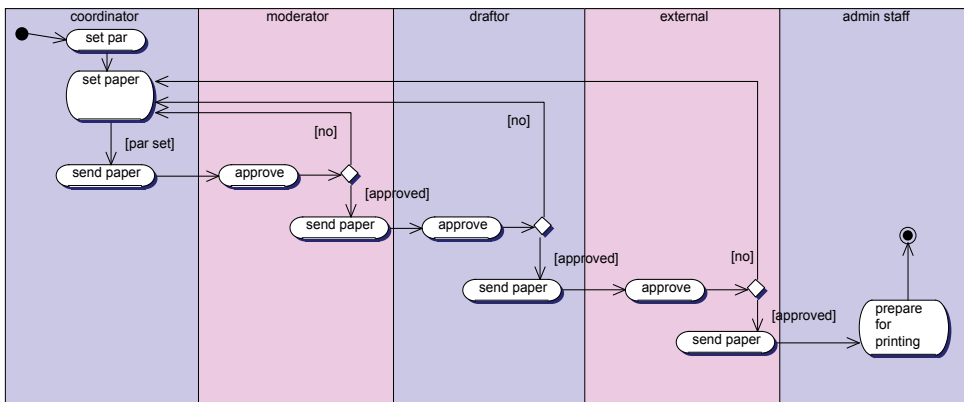 coordinator
moderator
draftor
external
admin staff
set par
set paper
[no]
[no]
[par set]
send paper
approve
[approved]
send paper
approve
[no]
[approved]
send paper
approve
[approved]
send paper
prepare
for
printing